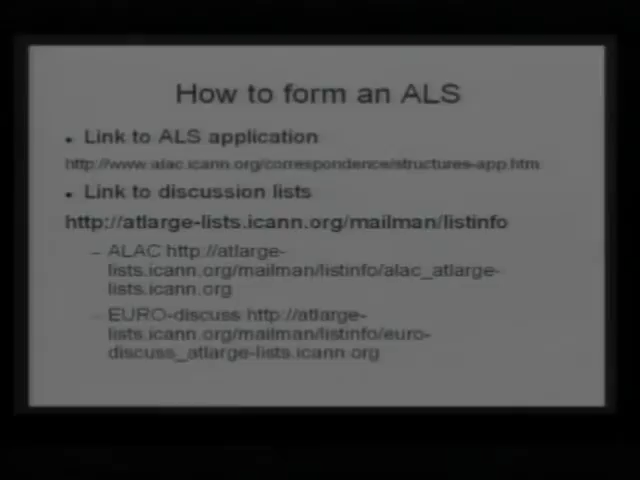 How to form an ALS
• Link to ALS application
http://www.alac.icann.org/correspondence/structures-app.htm
• Link to discussion lists
http://atlarge-lists.icann.org/mailman/listinfo
– ALAC http://atlarge-
lists.icann.org/mailman/listinfo/alac_atlarge-
lists.icann.org
– EURO-discuss http://atlarge-
lists.icann.org/mailman/listinfo/euro-
discuss_atlarge-lists.icann.org